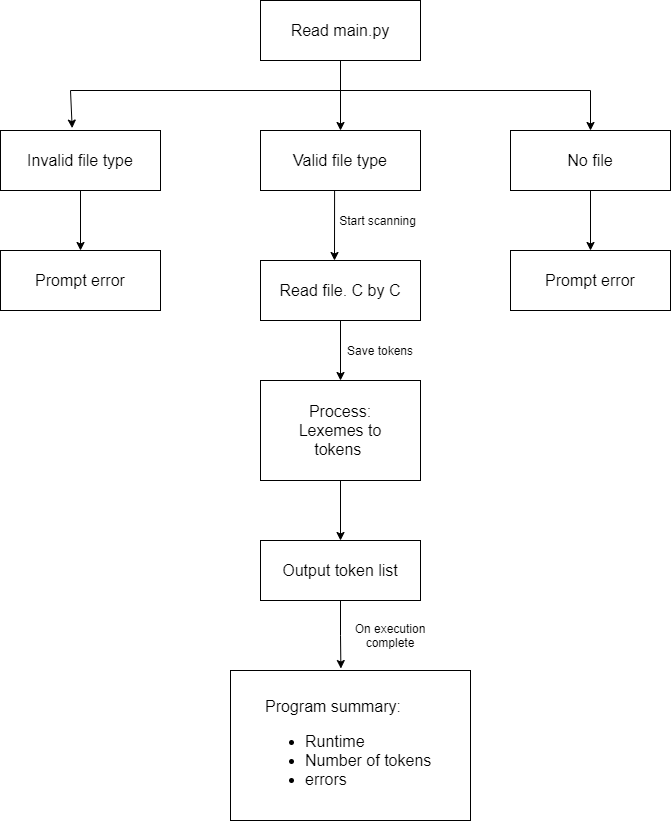 Read main.py
Invalid file type
Valid file type
No file
Start scanning
Prompt error
Read file. C by C
Prompt error
Save tokens
Process:
Lexemes to
tokens
Output token list
On execution
complete
Program summary:
• Runtime
• Number of tokens
• errors